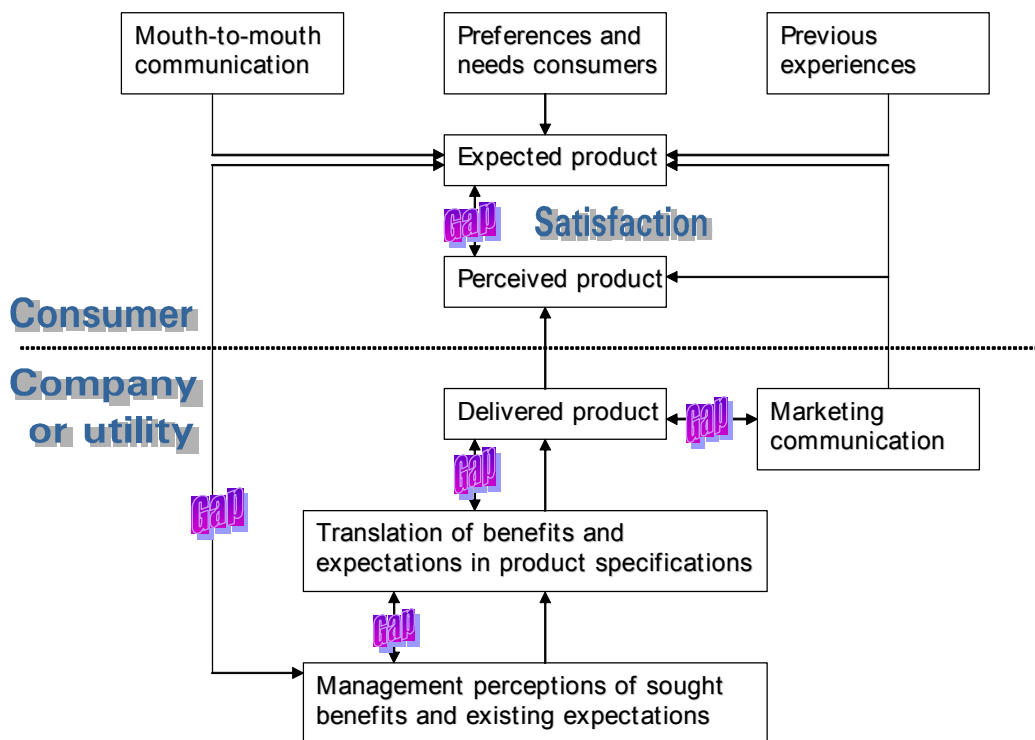 Mouth-to-mouth
communication
Preferences and
needs consumers
Previous
experiences
Expected product
Gap
Satisfaction
Perceived product
Consumer
Company
or utility
Delivered product
Gap
Marketing
communication
Gap
Gap
Translation of benefits and
expectations in product specifications
Gap
Management perceptions of sought
benefits and existing expectations